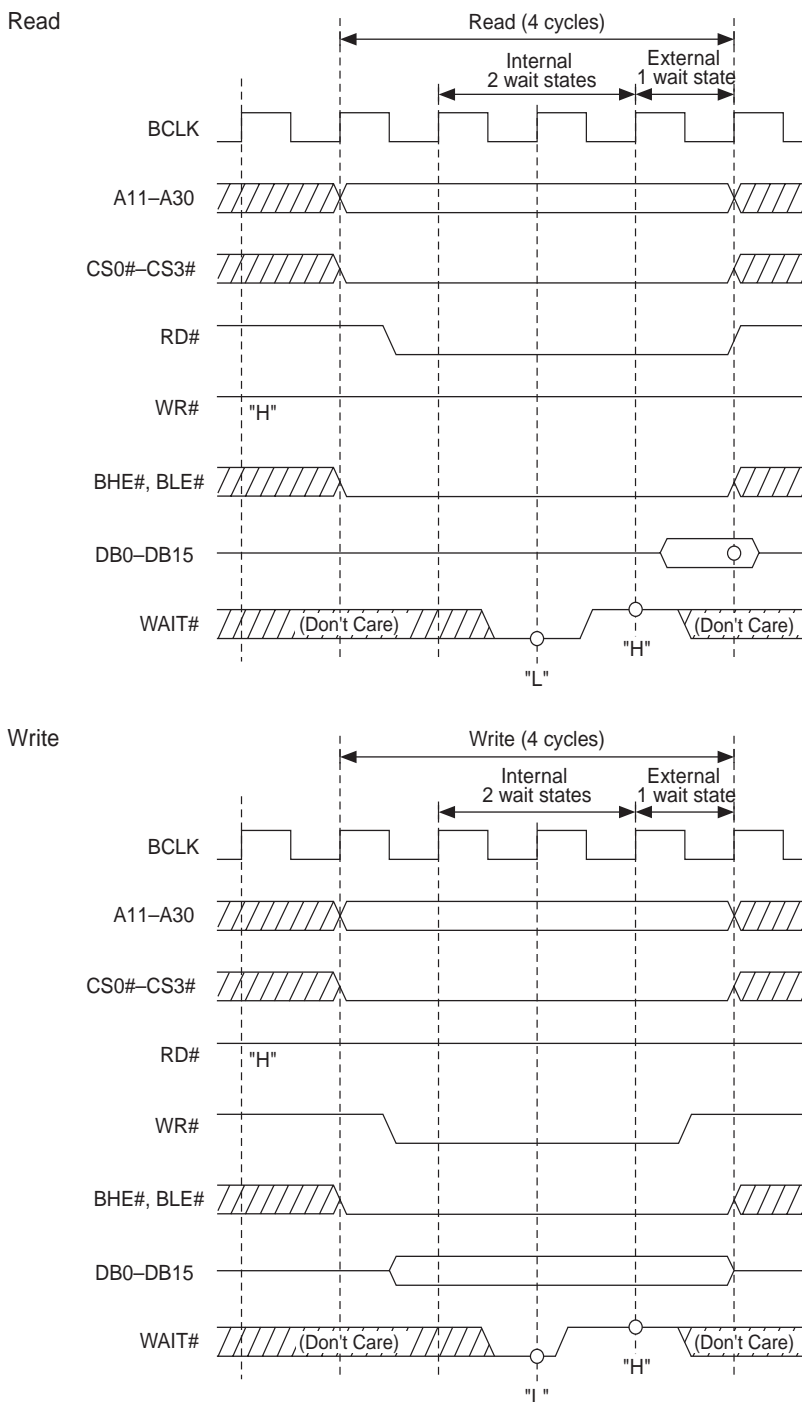 Read
Read (4 cycles)
Internal
2 wait states
External
1 wait state
BCLK
A11–A30
CS0#–CS3#
RD#
WR#
"H"
BHE#, BLE#
DB0–DB15
WAIT#
(Don't Care)
(Don't Care)
"L"
"H"
Write
Write (4 cycles)
Internal
2 wait states
External
1 wait state
BCLK
A11–A30
CS0#–CS3#
RD#
"H"
WR#
BHE#, BLE#
DB0–DB15
WAIT#
(Don't Care)
(Don't Care)
"L"
"H"